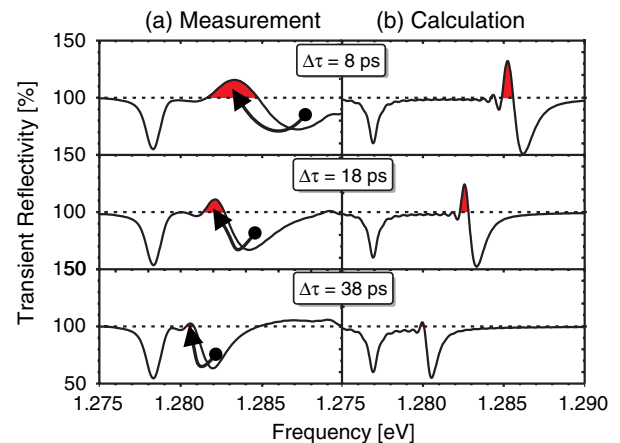 (a) Measurement (b) Calculation
150
Δτ = 8 ps
100
150
Δτ = 18 ps
100
150
50
Δτ = 38 ps
100
50
1.275 1.280 1.285 1.275 1.280 1.285 1.290
Transient Reflectivity [%]
Frequency [eV]